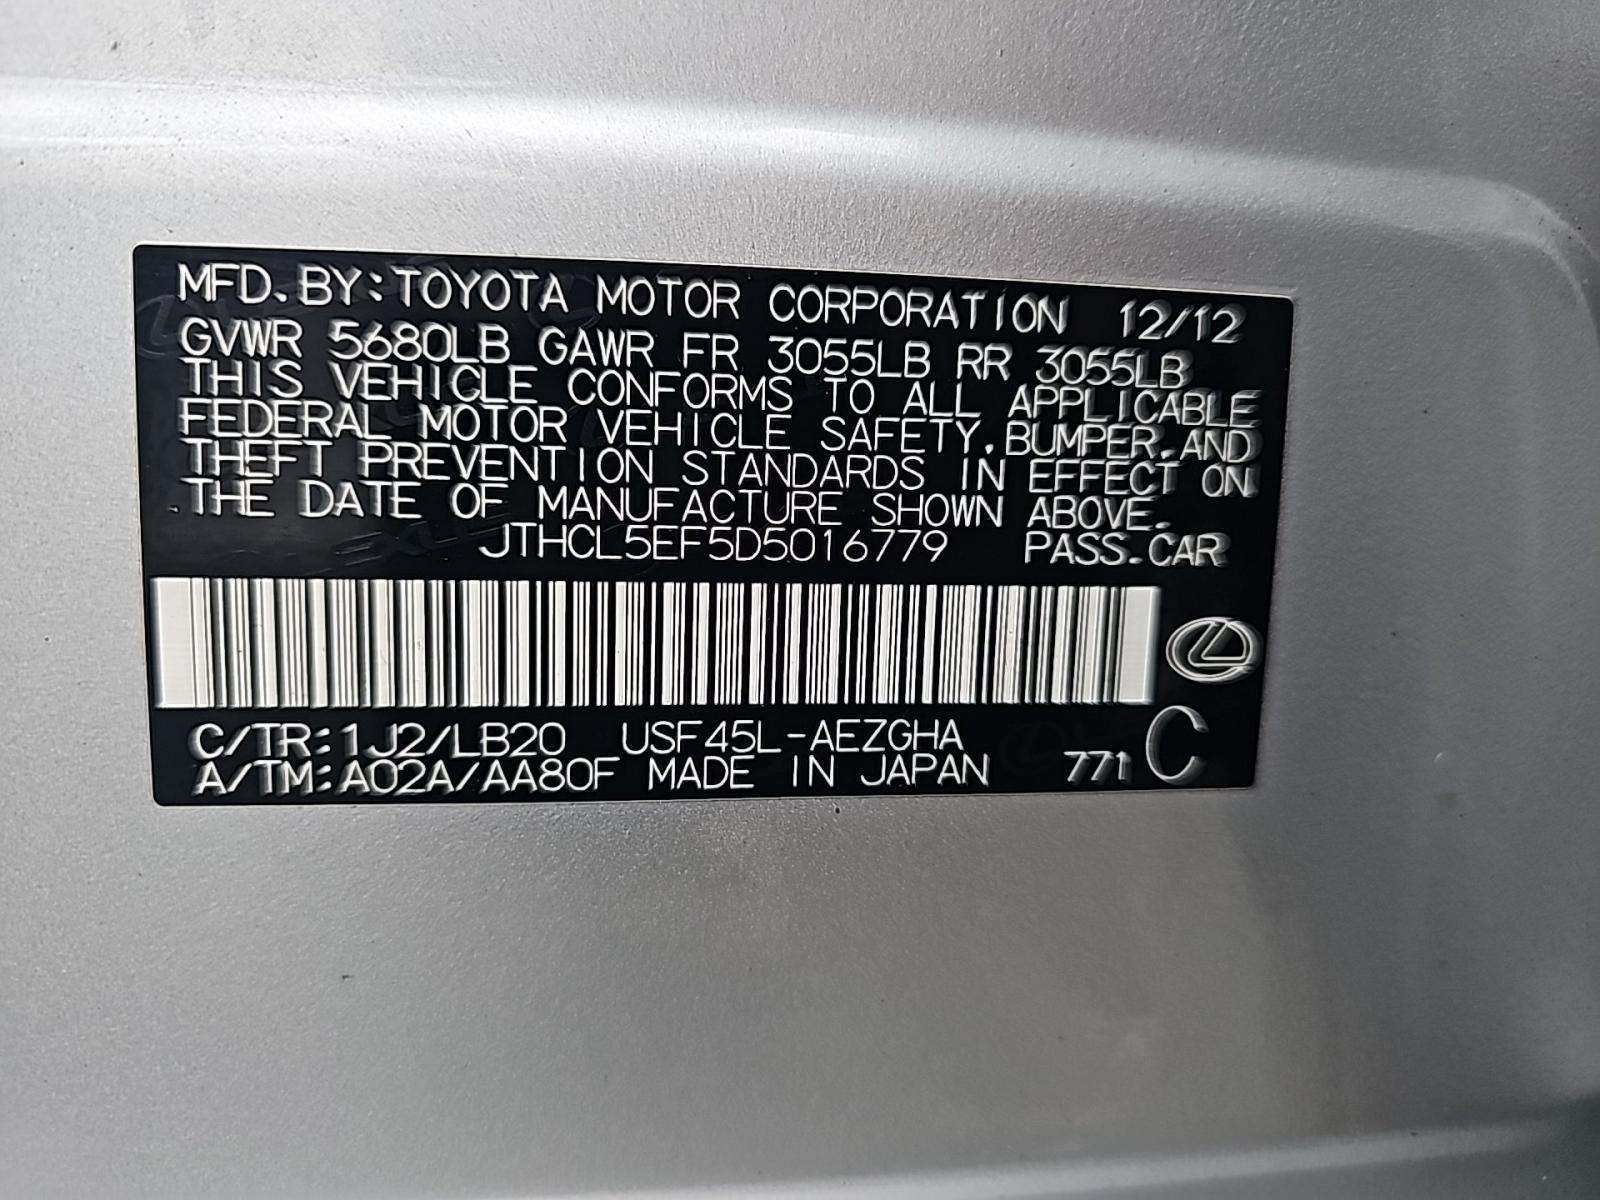 MFD. BY: TOYOTA MOTOR CORPORATION 12/12
GVWR 5680LB GAWR FR 3055LB RR 3055LB
THIS VEHICLE CONFORMS TO ALL APPLICABLE
FEDERAL MOTOR VEHICLE SAFETY, BUMPER, AND
THEFT PREVENTION STANDARDS IN EFFECT ON
THE DATE OF MANUFACTURE SHOWN ABOVE.
JTHCL5EF5D5016779 PASS. CAR
C/TR: 1J2/LB20 USF45L-AEZGHA
A/TM: A02A/AA80F MADE IN JAPAN 771 C